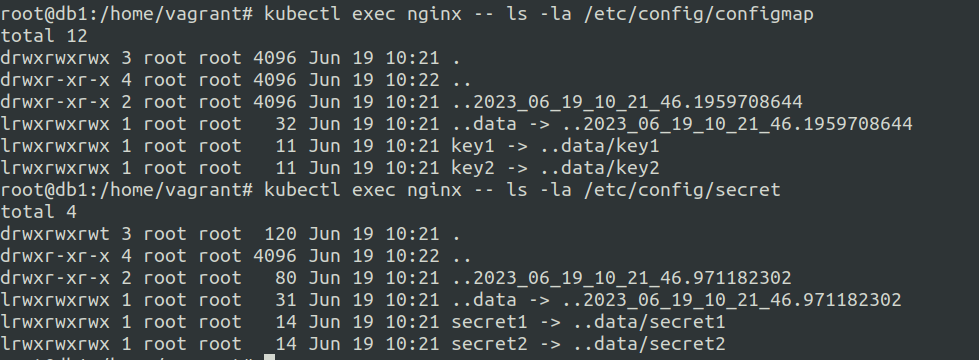 root@db1:/home/vagrant# kubectl exec nginx -- ls -la /etc/config/configmap
total 12
drwxrwxrwx 3 root root 4096 Jun 19 10:21 .
drwxr-xr-x 4 root root 4096 Jun 19 10:22 ..
drwxr-xr-x 2 root root 4096 Jun 19 10:21 ..2023_06_19_10_21_46.1959708644
lrwxrwxrwx 1 root root   32 Jun 19 10:21 ..data -> ..2023_06_19_10_21_46.1959708644
lrwxrwxrwx 1 root root   11 Jun 19 10:21 key1 -> ..data/key1
lrwxrwxrwx 1 root root   11 Jun 19 10:21 key2 -> ..data/key2
root@db1:/home/vagrant# kubectl exec nginx -- ls -la /etc/config/secret
total 4
drwxrwxrwt 3 root root  120 Jun 19 10:21 .
drwxr-xr-x 4 root root 4096 Jun 19 10:22 ..
drwxr-xr-x 2 root root   80 Jun 19 10:21 ..2023_06_19_10_21_46.971182302
lrwxrwxrwx 1 root root   31 Jun 19 10:21 ..data -> ..2023_06_19_10_21_46.971182302
lrwxrwxrwx 1 root root   14 Jun 19 10:21 secret1 -> ..data/secret1
lrwxrwxrwx 1 root root   14 Jun 19 10:21 secret2 -> ..data/secret2